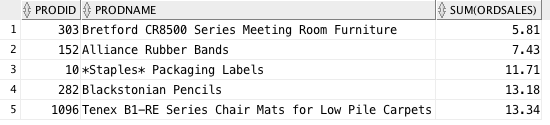 PRODID PRODNAME SUM(ORDSALES)
1 303 Bretford CR8500 Series Meeting Room Furniture 5.81
2 152 Alliance Rubber Bands 7.43
3 10 *Staples* Packaging Labels 11.71
4 282 Blackstonian Pencils 13.18
5 1096 Tenex B1-RE Series Chair Mats for Low Pile Carpets 13.34